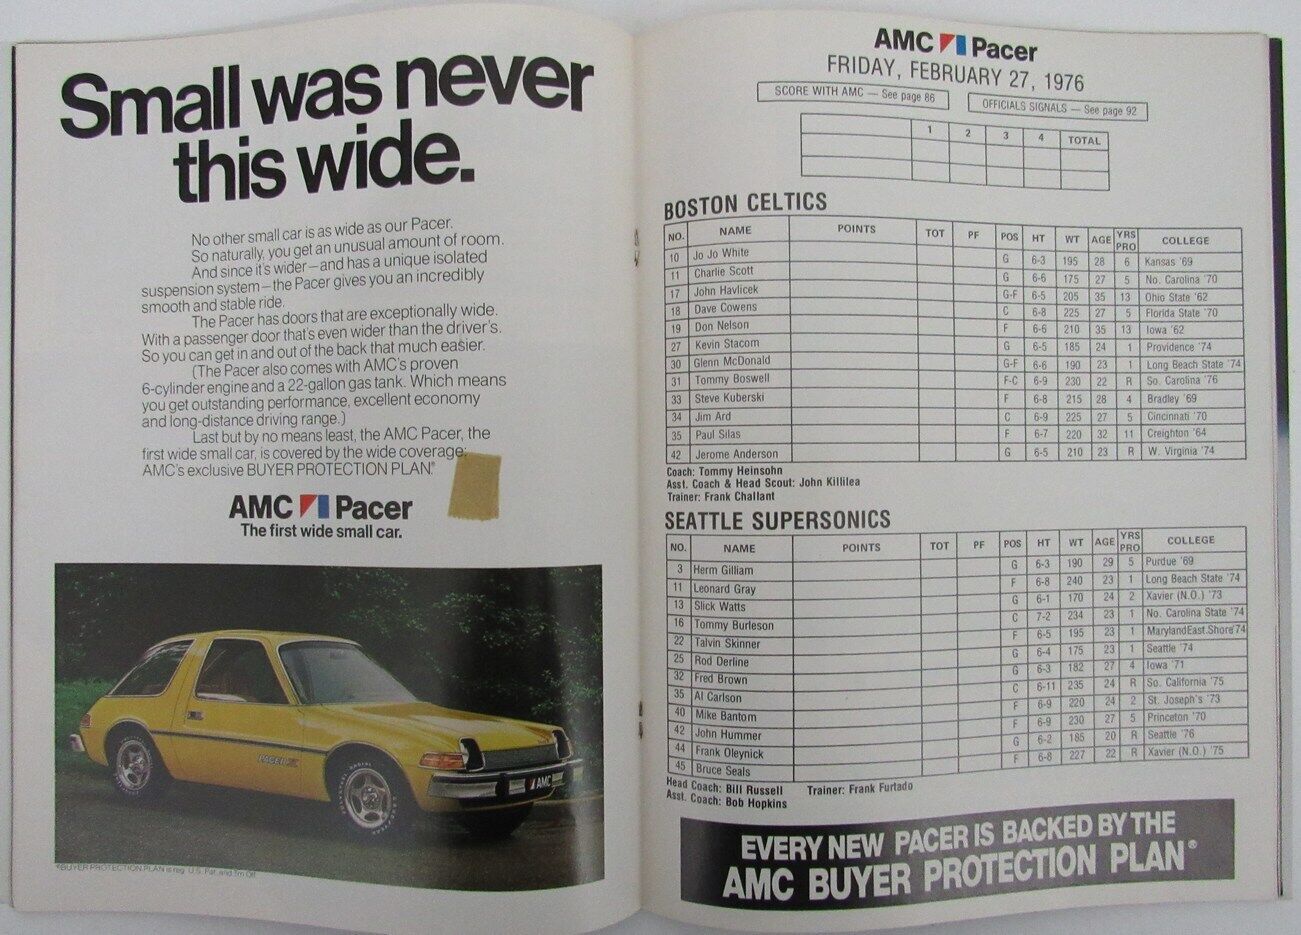 Small was never
this wide.
No other small car is as wide as our Pacer.
So naturally, you get an unusual amount of room.
And since it's wider—and has a unique isolated
suspension system—the Pacer gives you an incredibly
smooth and stable ride.
The Pacer has doors that are exceptionally wide.
With a passenger door that's even wider than the driver's.
So you can get in and out of the back that much easier.
(The Pacer also comes with AMC's proven
6-cylinder engine and a 22-gallon gas tank. Which means
you get outstanding performance, excellent economy
and long-distance driving range.)
Last but by no means least, the AMC Pacer, the
first wide small car, is covered by the wide coverage:
AMC's exclusive BUYER PROTECTION PLAN.®
AMC Pacer
The first wide small car.
PACER X
AMC
®BUYER PROTECTION PLAN is reg. U.S. Pat. and Tm Off.
AMC Pacer
FRIDAY, FEBRUARY 27, 1976
SCORE WITH AMC — See page 86
OFFICIALS SIGNALS — See page 92
1 2 3 4 TOTAL
BOSTON CELTICS
NO. NAME POINTS TOT PF POS HT WT AGE YRS PRO COLLEGE
10 Jo Jo White G 6-3 195 28 6 Kansas '69
11 Charlie Scott G 6-6 175 27 5 No. Carolina '70
17 John Havlicek G-F 6-5 205 35 13 Ohio State '62
18 Dave Cowens C 6-8 225 27 5 Florida State '70
19 Don Nelson F 6-6 210 35 13 Iowa '62
27 Kevin Stacom G 6-5 185 24 1 Providence '74
30 Glenn McDonald G-F 6-6 190 23 1 Long Beach State '74
31 Tommy Boswell F-C 6-9 230 22 R So. Carolina '76
33 Steve Kuberski F 6-8 215 28 4 Bradley '69
34 Jim Ard C 6-9 225 27 5 Cincinnati '70
35 Paul Silas F 6-7 220 32 11 Creighton '64
42 Jerome Anderson G 6-5 210 23 R W. Virginia '74
Coach: Tommy Heinsohn
Asst. Coach & Head Scout: John Killilea
Trainer: Frank Challant
SEATTLE SUPERSONICS
NO. NAME POINTS TOT PF POS HT WT AGE YRS PRO COLLEGE
3 Herm Gilliam G 6-3 190 29 5 Purdue '69
11 Leonard Gray F 6-8 240 23 1 Long Beach State '74
13 Slick Watts G 6-1 170 24 2 Xavier (N.O.) '73
16 Tommy Burleson C 7-2 234 23 1 No. Carolina State '74
22 Talvin Skinner F 6-5 195 23 1 MarylandEast.Shore'74
25 Rod Derline G 6-4 175 23 1 Seattle '74
32 Fred Brown G 6-3 182 27 4 Iowa '71
35 Al Carlson C 6-11 235 24 R So. California '75
40 Mike Bantom F 6-9 220 24 2 St. Joseph's '73
42 John Hummer F 6-9 230 27 5 Princeton '70
44 Frank Oleynick G 6-2 185 20 R Seattle '76
45 Bruce Seals F 6-8 227 22 R Xavier (N.O.) '75
Head Coach: Bill Russell Trainer: Frank Furtado
Asst. Coach: Bob Hopkins
EVERY NEW PACER IS BACKED BY THE
AMC BUYER PROTECTION PLAN®